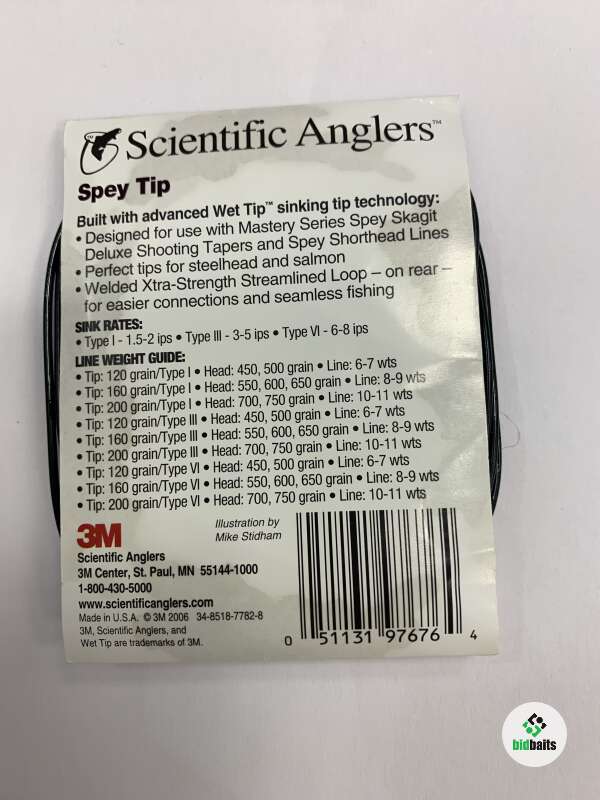 Scientific Anglers™
Spey Tip
Built with advanced Wet Tip™ sinking tip technology:
• Designed for use with Mastery Series Spey Skagit
Deluxe Shooting Tapers and Spey Shorthead Lines
• Perfect tips for steelhead and salmon
• Welded Xtra-Strength Streamlined Loop – on rear –
for easier connections and seamless fishing
SINK RATES:
• Type I - 1.5-2 ips • Type III - 3-5 ips • Type VI - 6-8 ips
LINE WEIGHT GUIDE:
• Tip: 120 grain/Type I • Head: 450, 500 grain • Line: 6-7 wts
• Tip: 160 grain/Type I • Head: 550, 600, 650 grain • Line: 8-9 wts
• Tip: 200 grain/Type I • Head: 700, 750 grain • Line: 10-11 wts
• Tip: 120 grain/Type III • Head: 450, 500 grain • Line: 6-7 wts
• Tip: 160 grain/Type III • Head: 550, 600, 650 grain • Line: 8-9 wts
• Tip: 200 grain/Type III • Head: 700, 750 grain • Line: 10-11 wts
• Tip: 120 grain/Type VI • Head: 450, 500 grain • Line: 6-7 wts
• Tip: 160 grain/Type VI • Head: 550, 600, 650 grain • Line: 8-9 wts
• Tip: 200 grain/Type VI • Head: 700, 750 grain • Line: 10-11 wts
3M
Illustration by
Mike Stidham
Scientific Anglers
3M Center, St. Paul, MN 55144-1000
1-800-430-5000
www.scientificanglers.com
Made in U.S.A. © 3M 2006 34-8518-7782-8
3M, Scientific Anglers, and
Wet Tip are trademarks of 3M.
0 51131 97676 4
bidbaits